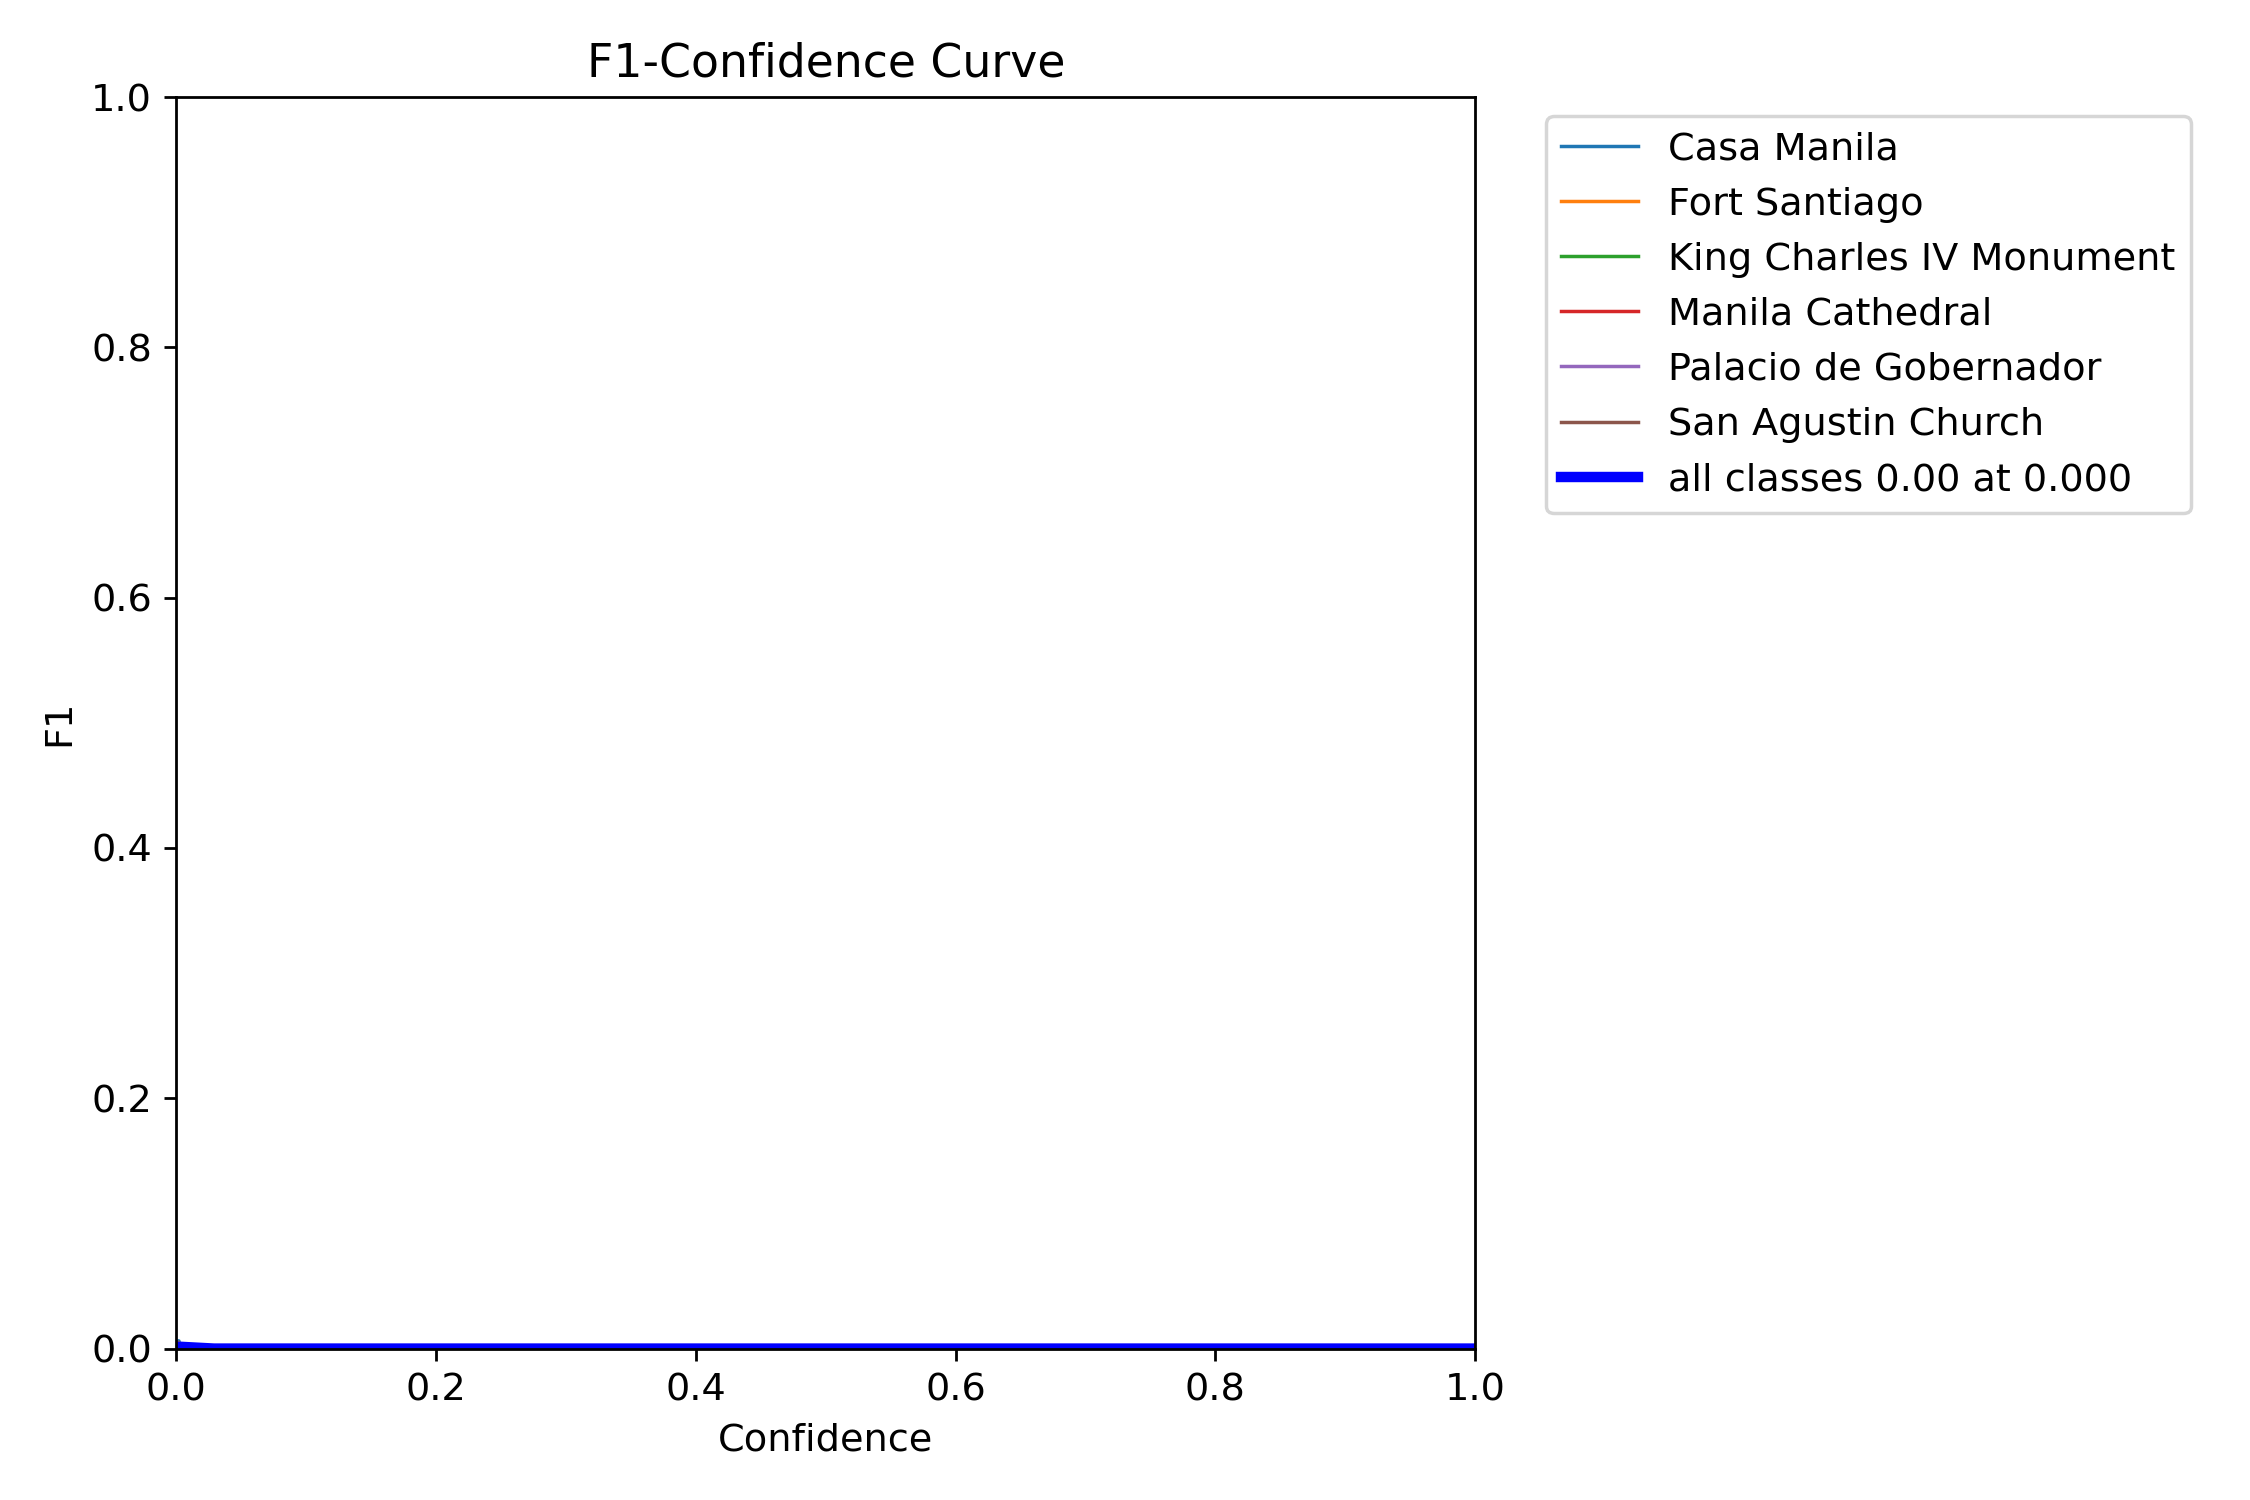 F1-Confidence Curve
1.0
0.8
0.6
0.4
0.2
0.0
F1
0.0 0.2 0.4 0.6 0.8 1.0
Confidence
Casa Manila
Fort Santiago
King Charles IV Monument
Manila Cathedral
Palacio de Gobernador
San Agustin Church
all classes 0.00 at 0.000